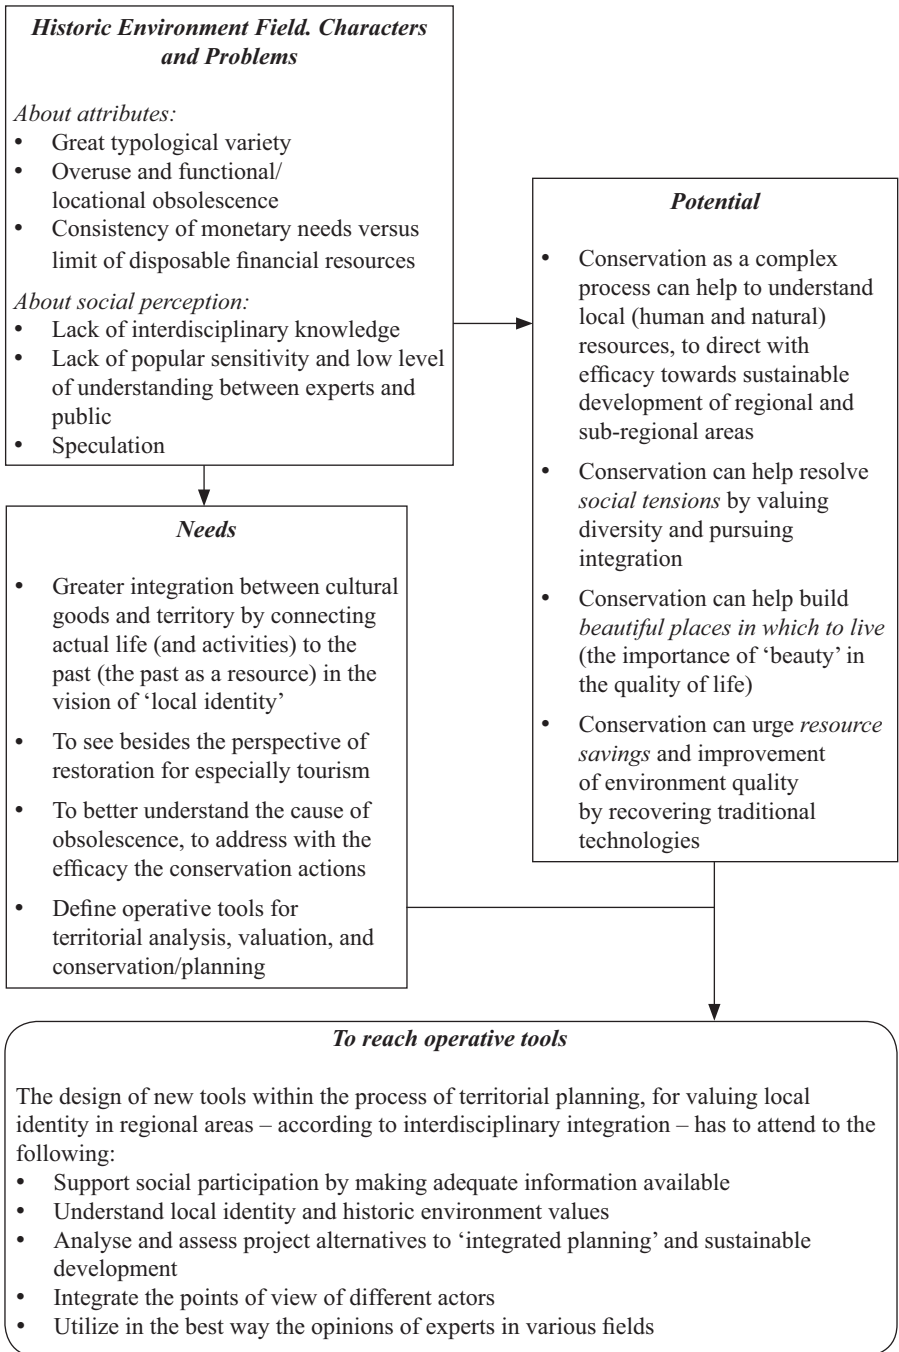 Historic Environment Field. Characters
and Problems
About attributes:
• Great typological variety
• Overuse and functional/
locational obsolescence
• Consistency of monetary needs versus
limit of disposable financial resources
About social perception:
• Lack of interdisciplinary knowledge
• Lack of popular sensitivity and low level
of understanding between experts and
public
• Speculation
Potential
• Conservation as a complex
process can help to understand
local (human and natural)
resources, to direct with
efficacy towards sustainable
development of regional and
sub-regional areas
• Conservation can help resolve
social tensions by valuing
diversity and pursuing
integration
• Conservation can help build
beautiful places in which to live
(the importance of ‘beauty’ in
the quality of life)
• Conservation can urge resource
savings and improvement
of environment quality
by recovering traditional
technologies
Needs
• Greater integration between cultural
goods and territory by connecting
actual life (and activities) to the
past (the past as a resource) in the
vision of ‘local identity’
• To see besides the perspective of
restoration for especially tourism
• To better understand the cause of
obsolescence, to address with the
efficacy the conservation actions
• Define operative tools for
territorial analysis, valuation, and
conservation/planning
To reach operative tools
The design of new tools within the process of territorial planning, for valuing local
identity in regional areas – according to interdisciplinary integration – has to attend to the
following:
• Support social participation by making adequate information available
• Understand local identity and historic environment values
• Analyse and assess project alternatives to ‘integrated planning’ and sustainable
development
• Integrate the points of view of different actors
• Utilize in the best way the opinions of experts in various fields